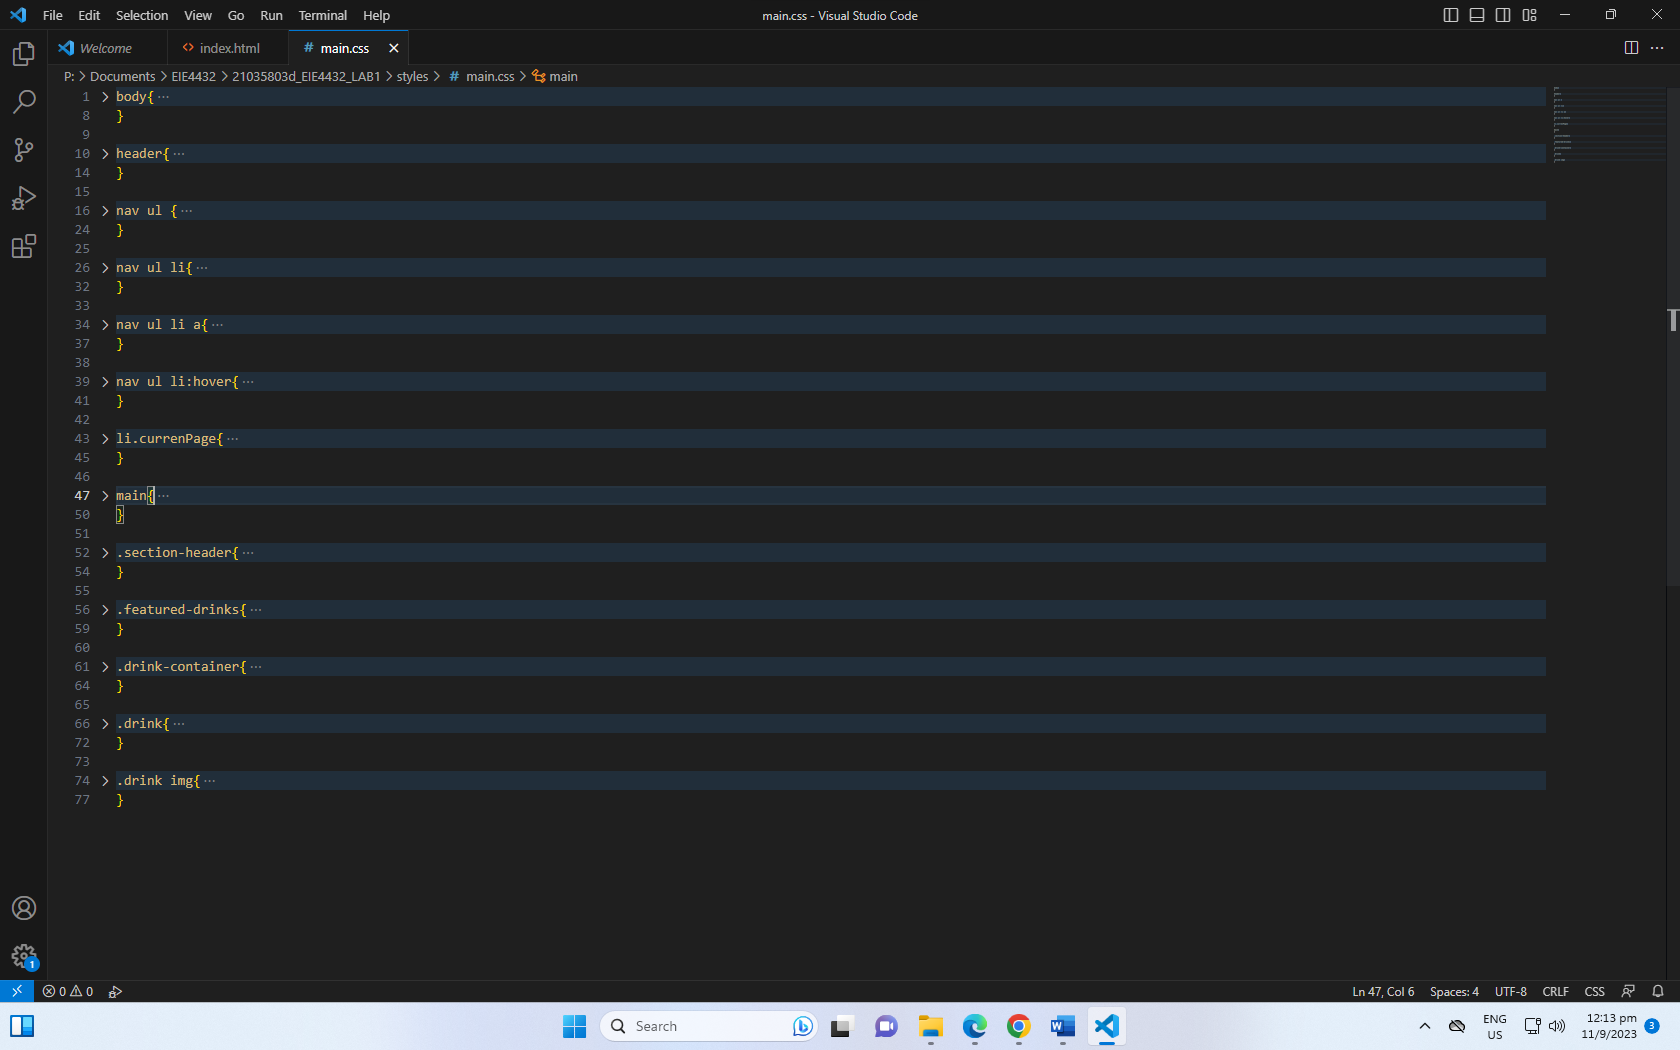 File Edit Selection View Go Run Terminal Help
main.css - Visual Studio Code
Welcome
index.html
# main.css
P: > Documents > EIE4432 > 21035803d_EIE4432_LAB1 > styles > # main.css > main
1 body{ ···
8 }
9
10 header{ ···
14 }
15
16 nav ul { ···
24 }
25
26 nav ul li{ ···
32 }
33
34 nav ul li a{ ···
37 }
38
39 nav ul li:hover{ ···
41 }
42
43 li.currenPage{ ···
45 }
46
47 main{ ···
50 }
51
52 .section-header{ ···
54 }
55
56 .featured-drinks{ ···
59 }
60
61 .drink-container{ ···
64 }
65
66 .drink{ ···
72 }
73
74 .drink img{ ···
77 }
1
0 0
Ln 47, Col 6 Spaces: 4 UTF-8 CRLF CSS
Search
W
ENG
US
12:13 pm
11/9/2023
3